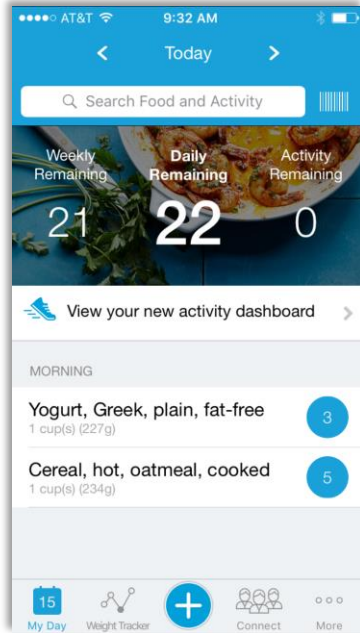 AT&T 9:32 AM
Today
Search Food and Activity
Weekly Remaining
21
Daily Remaining
22
Activity Remaining
0
View your new activity dashboard
MORNING
Yogurt, Greek, plain, fat-free
1 cup(s) (227g)
3
Cereal, hot, oatmeal, cooked
1 cup(s) (234g)
5
15
My Day Weight Tracker Connect More